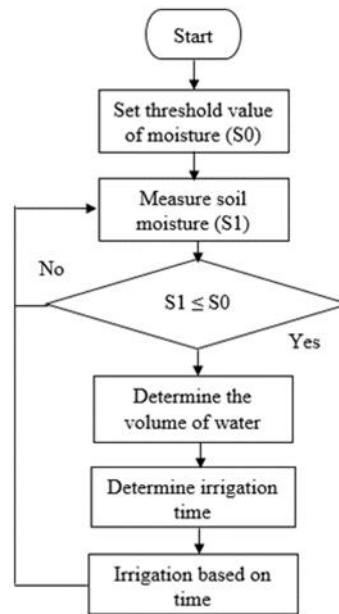 Start
Set threshold value
of moisture (S0)
Measure soil
moisture (S1)
No
S1 ≤ S0
Yes
Determine the
volume of water
Determine irrigation
time
Irrigation based on
time